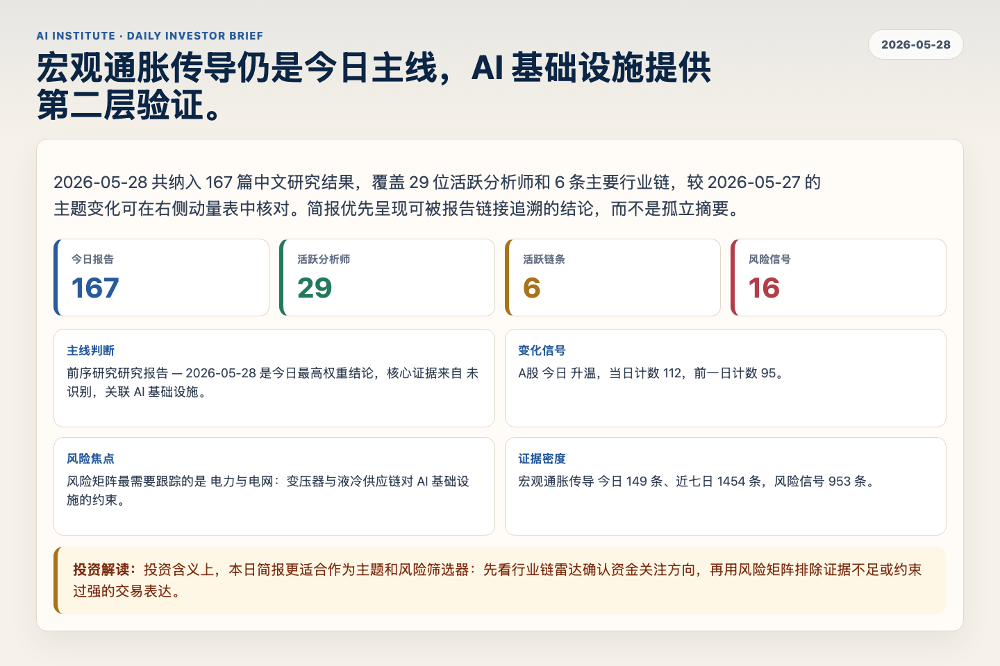 AI INSTITUTE · DAILY INVESTOR BRIEF
2026-05-28
宏观通胀传导仍是今日主线，AI 基础设施提供
第二层验证。
2026-05-28 共纳入 167 篇中文研究结果，覆盖 29 位活跃分析师和 6 条主要行业链，较 2026-05-27 的
主题变化可在右侧动量表中核对。简报优先呈现可被报告链接追溯的结论，而不是孤立摘要。
今日报告
167
活跃分析师
29
活跃链条
6
风险信号
16
主线判断
前序研究研究报告 — 2026-05-28 是今日最高权重结论，核心证据来自 未
识别，关联 AI 基础设施。
变化信号
A股 今日 升温，当日计数 112，前一日计数 95。
风险焦点
风险矩阵最需要跟踪的是 电力与电网：变压器与液冷供应链对 AI 基础设
施的约束。
证据密度
宏观通胀传导 今日 149 条、近七日 1454 条，风险信号 953 条。
投资解读：投资含义上，本日简报更适合作为主题和风险筛选器：先看行业链雷达确认资金关注方向，再用风险矩阵排除证据不足或约束
过强的交易表达。